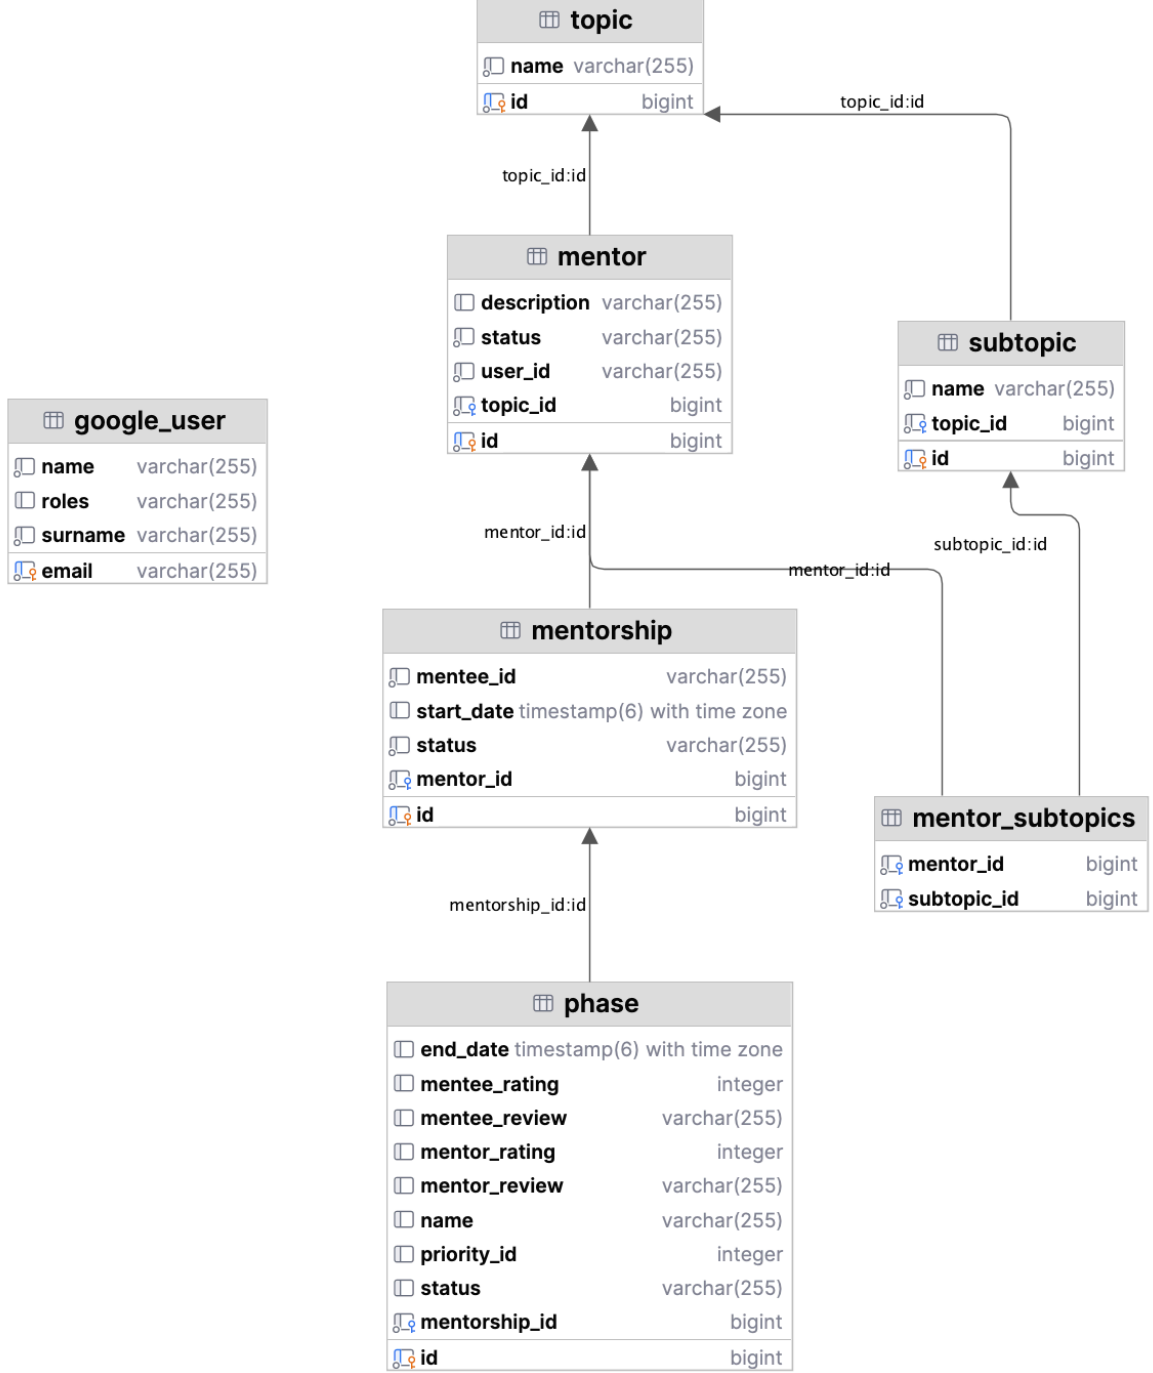 topic
name varchar(255)
id bigint
topic_id:id
topic_id:id
mentor
description varchar(255)
status varchar(255)
user_id varchar(255)
topic_id bigint
id bigint
subtopic
name varchar(255)
topic_id bigint
id bigint
google_user
name varchar(255)
roles varchar(255)
surname varchar(255)
email varchar(255)
mentor_id:id
subtopic_id:id
mentor_id:id
mentorship
mentee_id varchar(255)
start_date timestamp(6) with time zone
status varchar(255)
mentor_id bigint
id bigint
mentor_subtopics
mentor_id bigint
subtopic_id bigint
mentorship_id:id
phase
end_date timestamp(6) with time zone
mentee_rating integer
mentee_review varchar(255)
mentor_rating integer
mentor_review varchar(255)
name varchar(255)
priority_id integer
status varchar(255)
mentorship_id bigint
id bigint